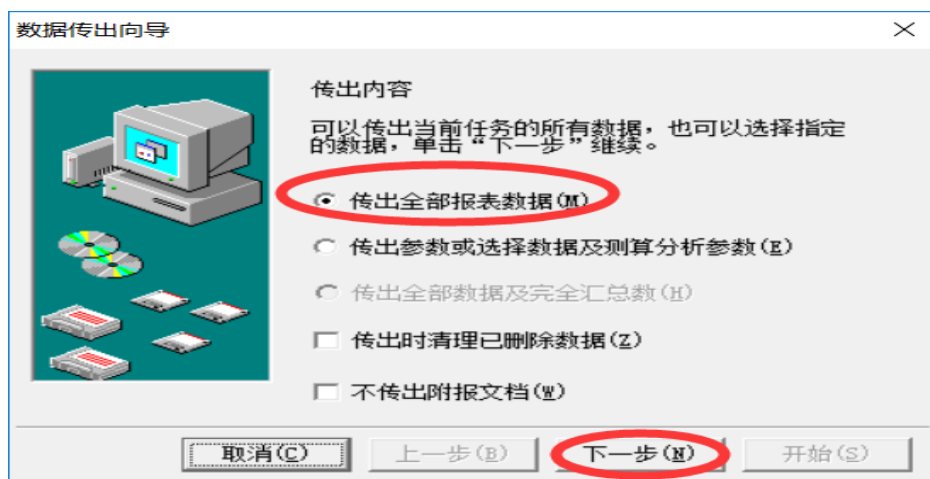 数据传出向导
传出内容
可以传出当前任务的所有数据，也可以选择指定
的数据，单击“下一步”继续。
传出全部报表数据(M)
传出参数或选择数据及测算分析参数(E)
传出全部数据及完全汇总数(H)
传出时清理已删除数据(Z)
不传出附报文档(W)
取消(C) 上一步(B) 下一步(N) 开始(S)